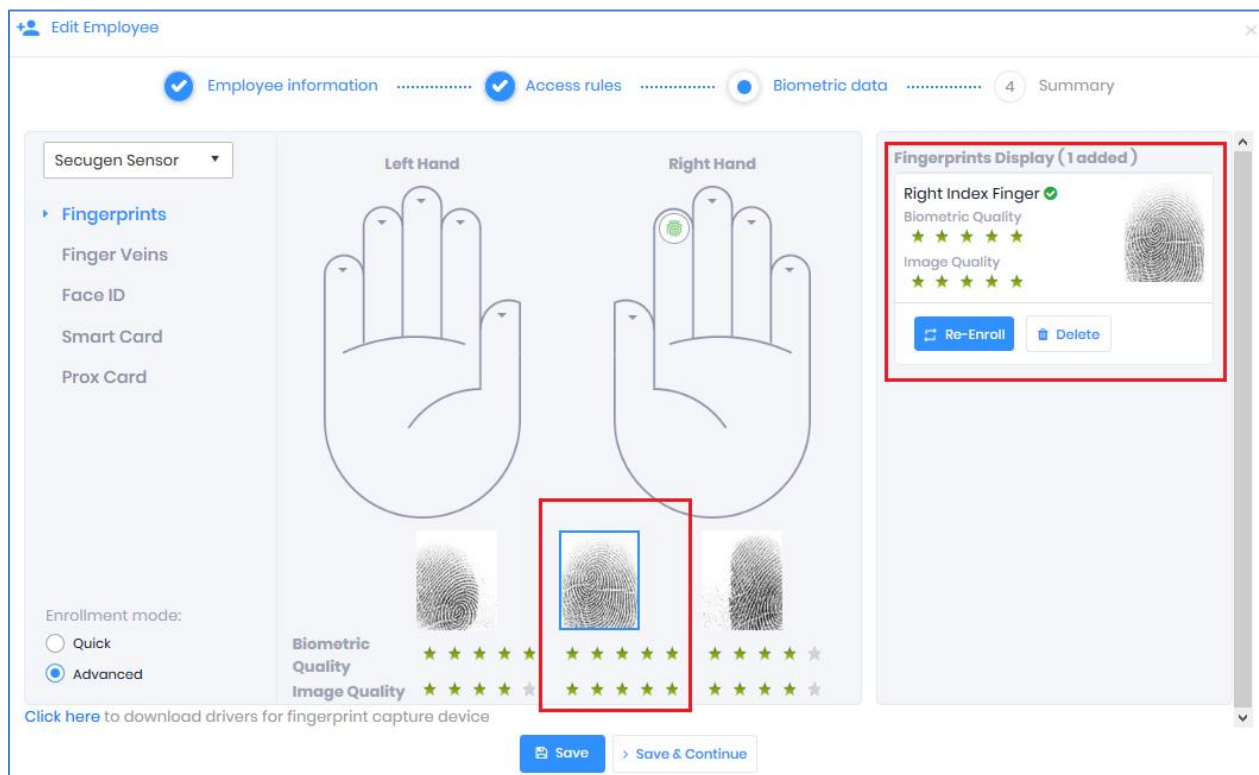 Edit Employee
Employee information
Access rules
Biometric data
4 Summary
Secugen Sensor
Fingerprints
Finger Veins
Face ID
Smart Card
Prox Card
Enrollment mode:
Quick
Advanced
Left Hand
Right Hand
Biometric
Quality
Image Quality
Fingerprints Display ( 1 added )
Right Index Finger
Biometric Quality
Image Quality
Re-Enroll
Delete
Click here to download drivers for fingerprint capture device
Save
Save & Continue